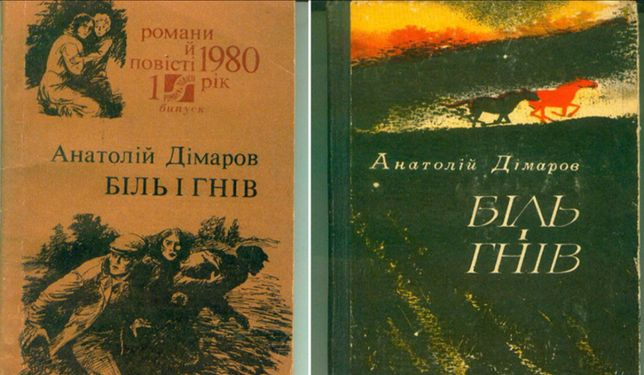 романи
й
повісті 1980
1 рік
випуск
Анатолій Дімаров
БІЛЬ І ГНІВ
Анатолій Дімаров
БІЛЬ
І
ГНІВ